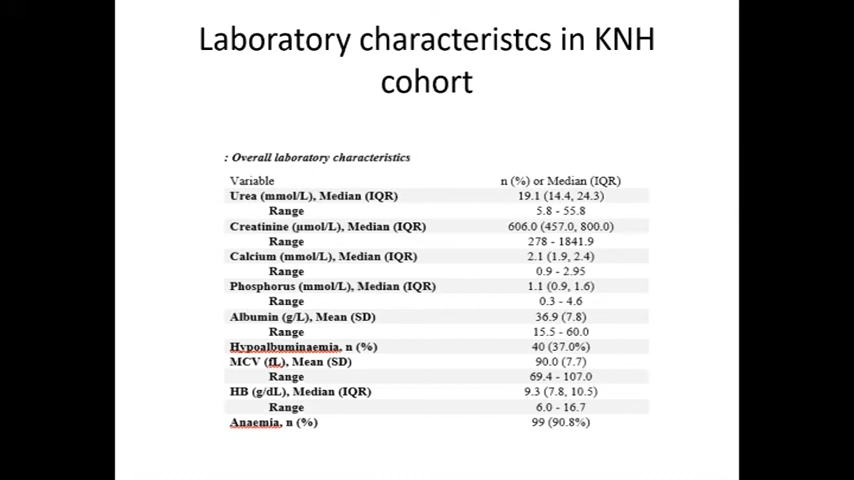 Laboratory characteristcs in KNH
cohort
: Overall laboratory characteristics
Variable n (%) or Median (IQR)
Urea (mmol/L), Median (IQR) 19.1 (14.4, 24.3)
Range 5.8 - 55.8
Creatinine (µmol/L), Median (IQR) 606.0 (457.0, 800.0)
Range 278 - 1841.9
Calcium (mmol/L), Median (IQR) 2.1 (1.9, 2.4)
Range 0.9 - 2.95
Phosphorus (mmol/L), Median (IQR) 1.1 (0.9, 1.6)
Range 0.3 - 4.6
Albumin (g/L), Mean (SD) 36.9 (7.8)
Range 15.5 - 60.0
Hypoalbuminaemia, n (%) 40 (37.0%)
MCV (fL), Mean (SD) 90.0 (7.7)
Range 69.4 - 107.0
HB (g/dL), Median (IQR) 9.3 (7.8, 10.5)
Range 6.0 - 16.7
Anaemia, n (%) 99 (90.8%)